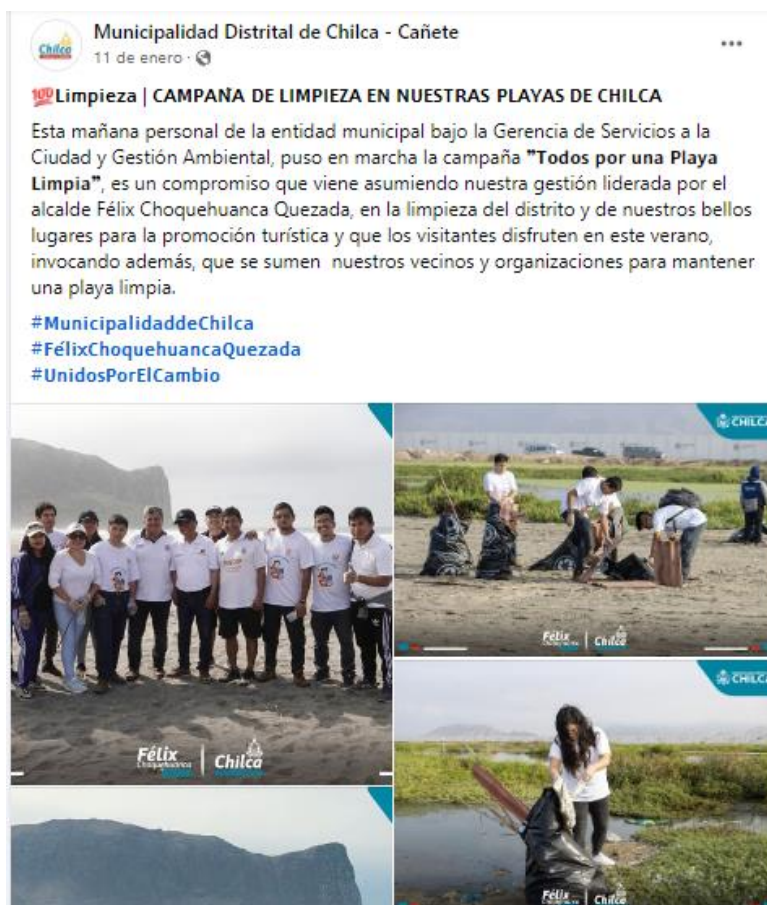 Chilca
Municipalidad Distrital de Chilca - Cañete
11 de enero ·
💯Limpieza | CAMPAÑA DE LIMPIEZA EN NUESTRAS PLAYAS DE CHILCA
Esta mañana personal de la entidad municipal bajo la Gerencia de Servicios a la
Ciudad y Gestión Ambiental, puso en marcha la campaña "Todos por una Playa
Limpia", es un compromiso que viene asumiendo nuestra gestión liderada por el
alcalde Félix Choquehuanca Quezada, en la limpieza del distrito y de nuestros bellos
lugares para la promoción turística y que los visitantes disfruten en este verano,
invocando además, que se sumen nuestros vecinos y organizaciones para mantener
una playa limpia.
#MunicipalidaddeChilca
#FélixChoquehuancaQuezada
#UnidosPorElCambio
CHILCA
Félix
Choquehuanca
Chilca
Félix
Chilca
CHILCA
Félix
Chilca